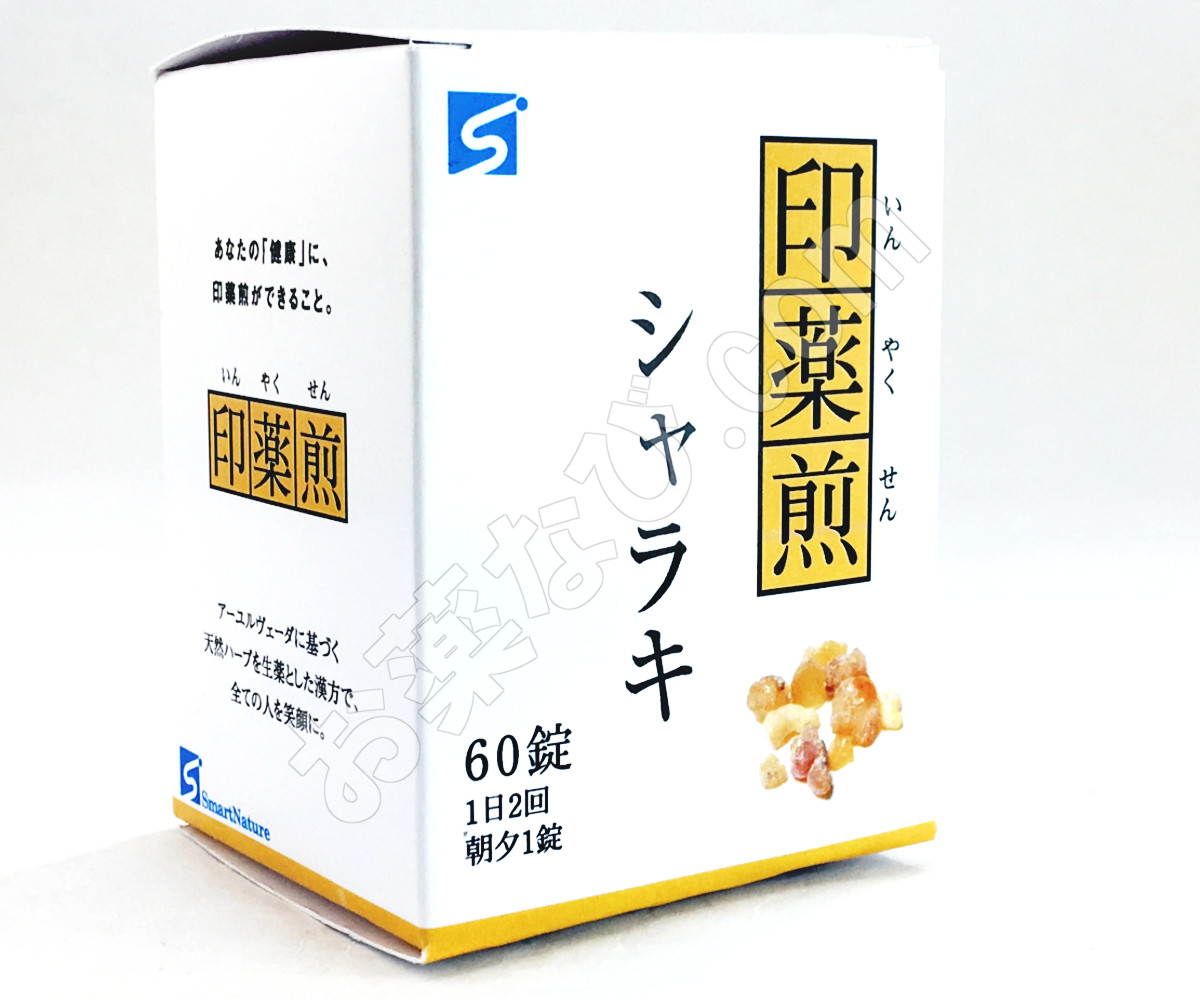 あなたの「健康」に、
印薬煎ができること。
いん やく せん
印薬煎
アーユルヴェーダに基づく
天然ハーブを生薬とした漢方で、
全ての人を笑顔に。
SmartNature
印薬煎
いん やく せん
シャラキ
60錠
1日2回
朝夕1錠
お薬なび.com